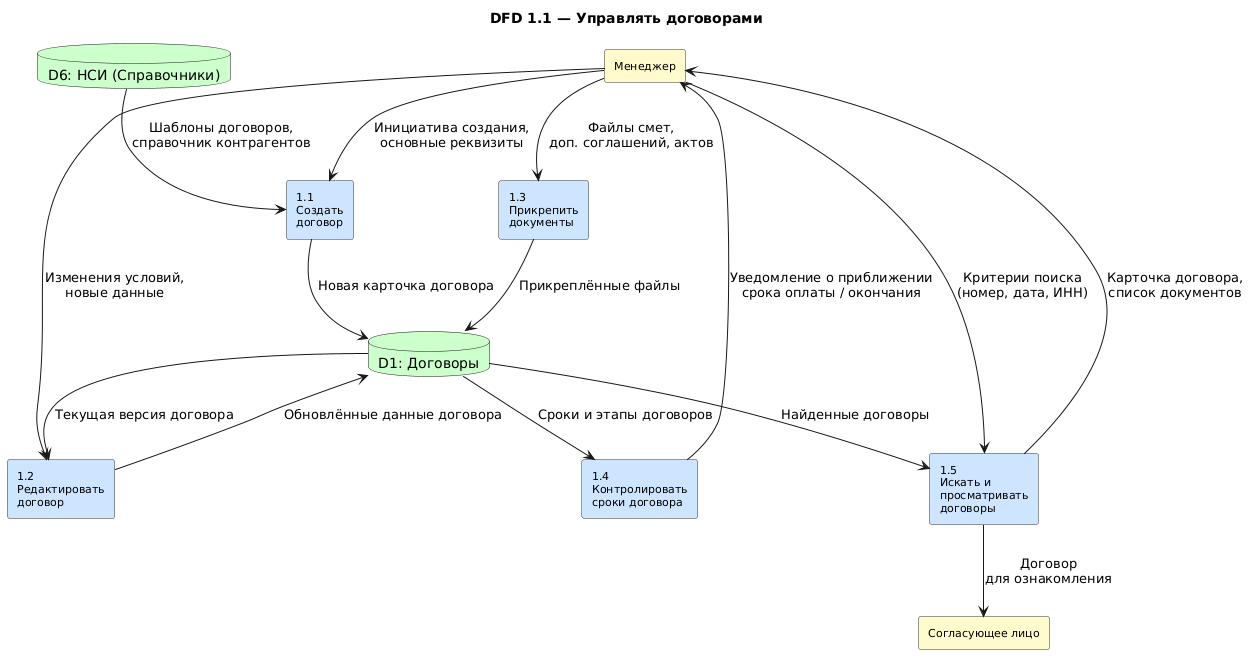 DFD 1.1 — Управлять договорами
D6: НСИ (Справочники)
Менеджер
Шаблоны договоров,
справочник контрагентов
Инициатива создания,
основные реквизиты
Файлы смет,
доп. соглашений, актов
1.1
Создать
договор
1.3
Прикрепить
документы
Изменения условий,
новые данные
Новая карточка договора
Прикреплённые файлы
Уведомление о приближении
срока оплаты / окончания
Критерии поиска
(номер, дата, ИНН)
Карточка договора,
список документов
D1: Договоры
Текущая версия договора
Обновлённые данные договора
Сроки и этапы договоров
Найденные договоры
1.2
Редактировать
договор
1.4
Контролировать
сроки договора
1.5
Искать и
просматривать
договоры
Договор
для ознакомления
Согласующее лицо